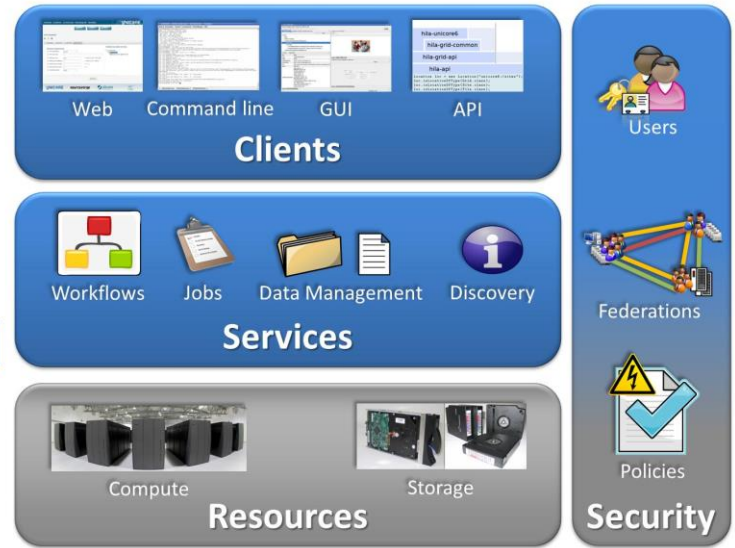 hila-unicore6
hila-grid-common
hila-grid-api
hila-api
Web
Command line
GUI
API
Clients
Workflows
Jobs
Data Management
Discovery
Services
Compute
Storage
Resources
Users
Federations
Policies
Security